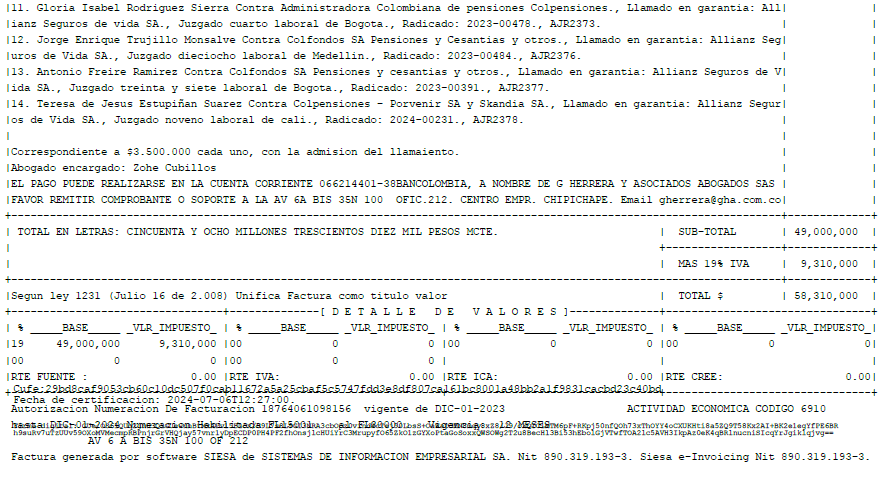 |11. Gloria Isabel Rodriguez Sierra Contra Administradora Colombiana de pensiones Colpensiones., Llamado en garantia: All|
|ianz Seguros de vida SA., Juzgado cuarto laboral de Bogota., Radicado: 2023-00478., AJR2373.
|12. Jorge Enrique Trujillo Monsalve Contra Colfondos SA Pensiones y Cesantias y otros., Llamado en garantia: Allianz Seg|
|uros de Vida SA., Juzgado dieciocho laboral de Medellin., Radicado: 2023-00484., AJR2376.
|13. Antonio Freire Ramirez Contra Colfondos SA Pensiones y cesantias y otros., Llamado en garantia: Allianz Seguros de V|
|ida SA., Juzgado treinta y siete laboral de Bogota., Radicado: 2023-00391., AJR2377.
|14. Teresa de Jesus Estupiñan Suarez Contra Colpensiones - Porvenir SA y Skandia SA., Llamado en garantia: Allianz Segur|
|os de Vida SA., Juzgado noveno laboral de cali., Radicado: 2024-00231., AJR2378.
|Correspondiente a $3.500.000 cada uno, con la admision del llamaiento.
|Abogado encargado: Zohe Cubillos
|EL PAGO PUEDE REALIZARSE EN LA CUENTA CORRIENTE 066214401-38BANCOLOMBIA, A NOMBRE DE G HERRERA Y ASOCIADOS ABOGADOS SAS |
|FAVOR REMITIR COMPROBANTE O SOPORTE A LA AV 6A BIS 35N 100 OFIC.212. CENTRO EMPR. CHIPICHAPE. Email gherrera@gha.com.co|
| TOTAL EN LETRAS: CINCUENTA Y OCHO MILLONES TRESCIENTOS DIEZ MIL PESOS MCTE. | SUB-TOTAL | 49,000,000 |
| MAS 19% IVA | 9,310,000 |
|Segun ley 1231 (Julio 16 de 2.008) Unifica Factura como titulo valor | TOTAL $ | 58,310,000 |
[ D E T A L L E D E V A L O R E S ]
| % _____BASE_____ _VLR_IMPUESTO_ | % _____BASE_____ _VLR_IMPUESTO_ | % _____BASE_____ _VLR_IMPUESTO_ | % _____BASE_____ _VLR_IMPUESTO_|
|19 49,000,000 9,310,000 |00 0 0 |00 0 0 |00 0 0|
|00 0 0 |00 0 0
|RTE FUENTE : 0.00 |RTE IVA: 0.00 |RTE ICA: 0.00 |RTE CREE: 0.00|
Fecha de certificacion: 2024-07-06T12:27:00.
Autorizacion Numeracion De Facturacion 18764061098156 vigente de DIC-01-2023 ACTIVIDAD ECONOMICA CODIGO 6910
AV 6 A BIS 35N 100 OF 212
Factura generada por software SIESA de SISTEMAS DE INFORMACION EMPRESARIAL SA. Nit 890.319.193-3. Siesa e-Invoicing Nit 890.319.193-3.